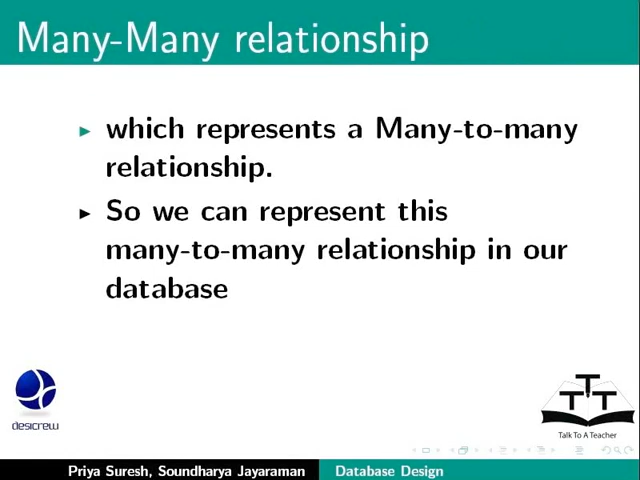 Many-Many relationship
which represents a Many-to-many
relationship.
So we can represent this
many-to-many relationship in our
database
desicrew
TTT
Talk To A Teacher
Priya Suresh, Soundharya Jayaraman
Database Design